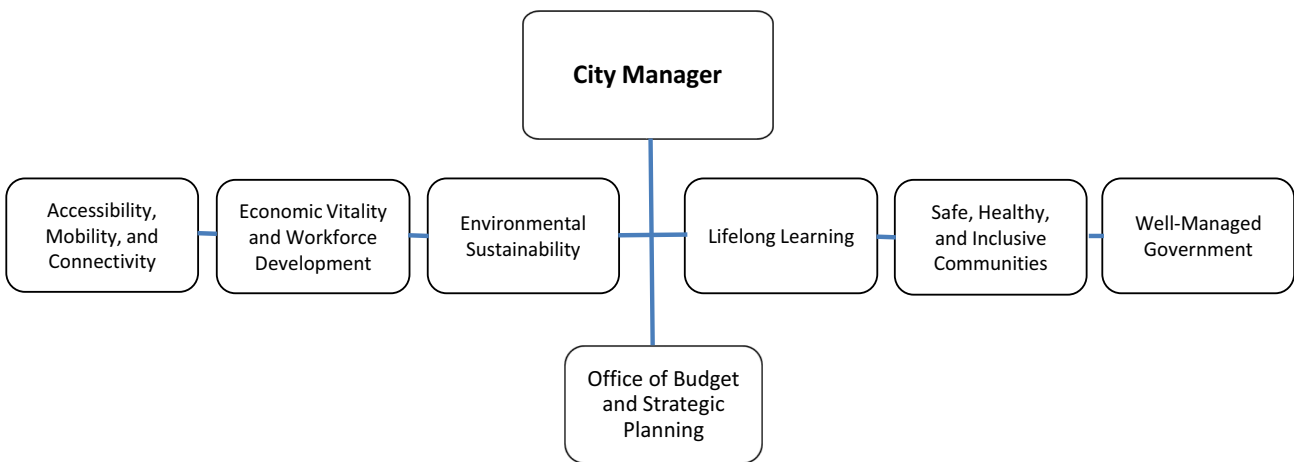 City Manager
Accessibility,
Mobility, and
Connectivity
Economic Vitality
and Workforce
Development
Environmental
Sustainability
Lifelong Learning
Safe, Healthy,
and Inclusive
Communities
Well-Managed
Government
Office of Budget
and Strategic
Planning